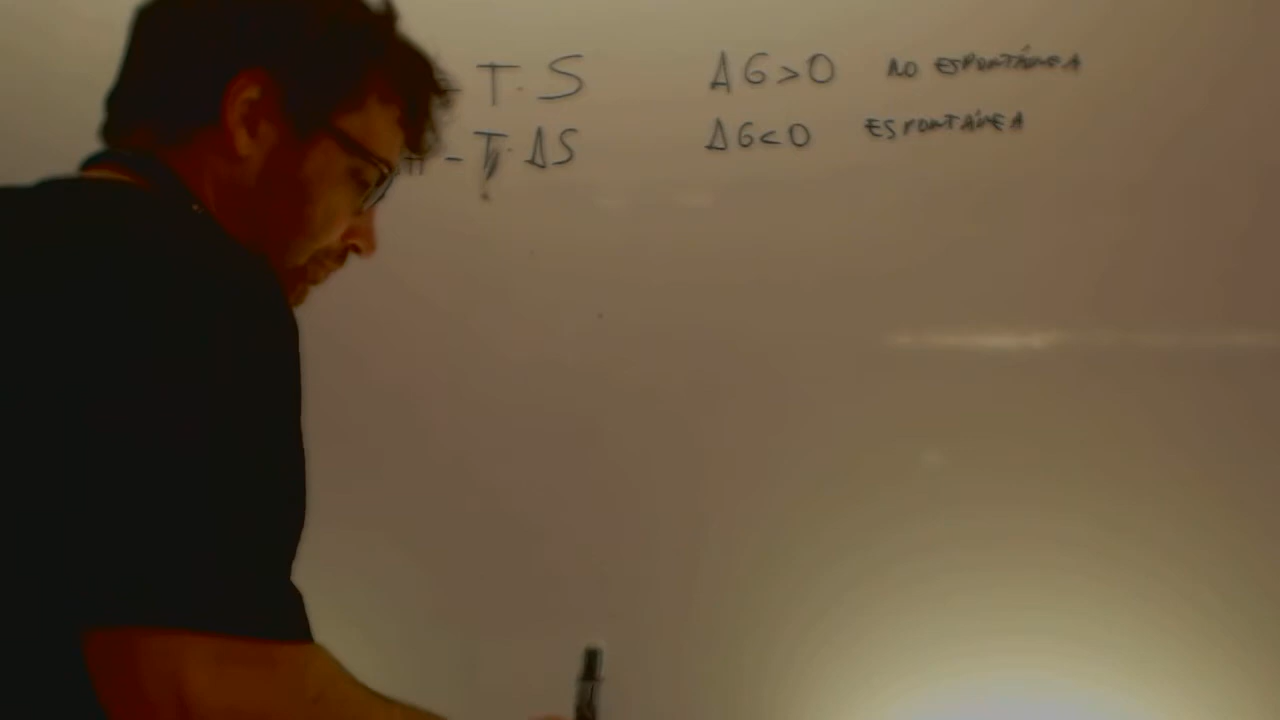 - T. S ΔG>0 NO ESPONTÁNEA
- T. ΔS ΔG<0 ESPONTÁNEA